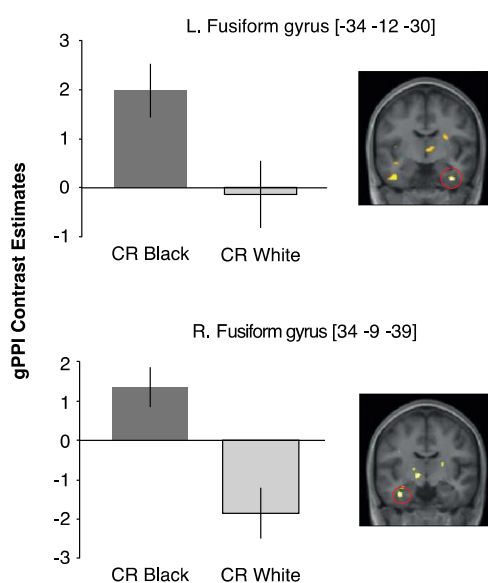 L. Fusiform gyrus [-34 -12 -30]
3
2
1
0
-1
CR Black CR White
gPPI Contrast Estimates
R. Fusiform gyrus [34 -9 -39]
2
1
0
-1
-2
-3
CR Black CR White